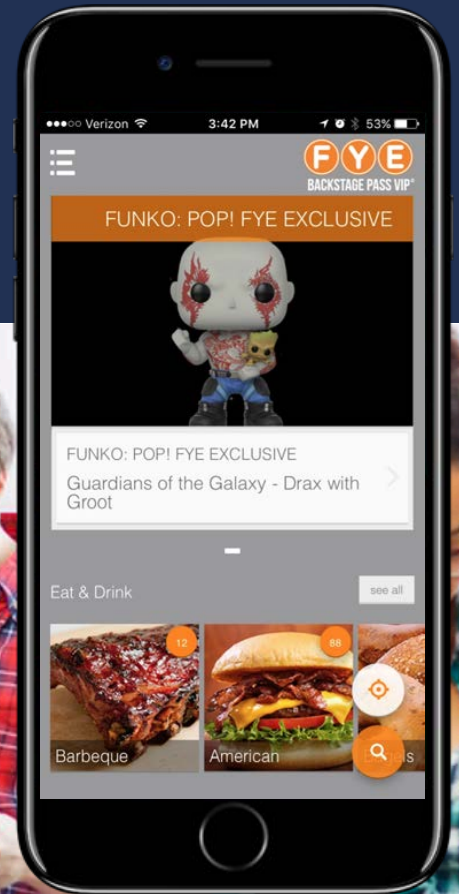 Verizon
3:42 PM
53%
FYE
BACKSTAGE PASS VIP®
FUNKO: POP! FYE EXCLUSIVE
FUNKO: POP! FYE EXCLUSIVE
Guardians of the Galaxy - Drax with
Groot
Eat & Drink
see all
12
88
Barbeque
American
Bagels